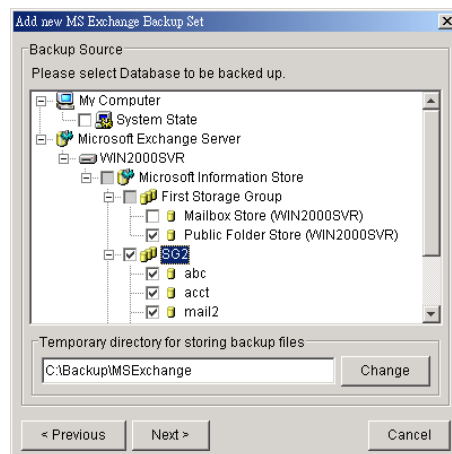 Add new MS Exchange Backup Set
Backup Source
Please select Database to be backed up.
My Computer
System State
Microsoft Exchange Server
WIN2000SVR
Microsoft Information Store
First Storage Group
Mailbox Store (WIN2000SVR)
Public Folder Store (WIN2000SVR)
SG2
abc
acct
mail2
Temporary directory for storing backup files
C:\Backup\MSExchange
Change
< Previous
Next >
Cancel